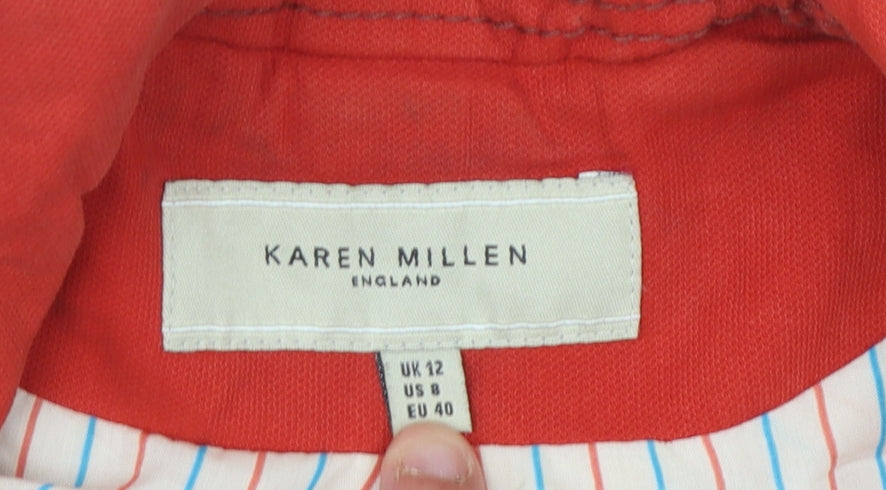 KAREN MILLEN
ENGLAND
UK 12
US 8
EU 40